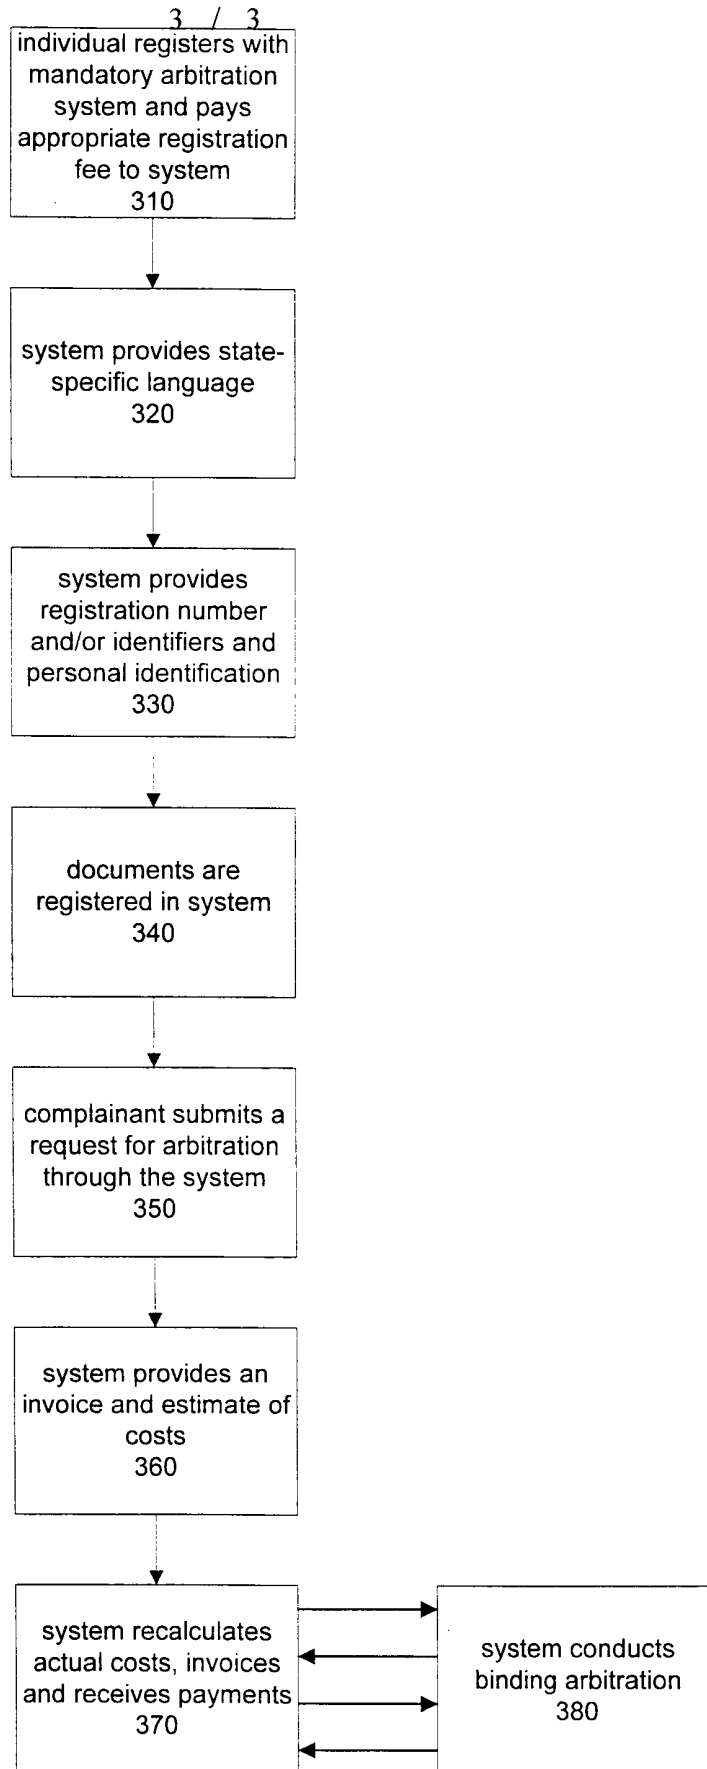 3 / 3
individual registers with
mandatory arbitration
system and pays
appropriate registration
fee to system
310
system provides state-
specific language
320
system provides
registration number
and/or identifiers and
personal identification
330
documents are
registered in system
340
complainant submits a
request for arbitration
through the system
350
system provides an
invoice and estimate of
costs
360
system recalculates
actual costs, invoices
and receives payments
370
system conducts
binding arbitration
380